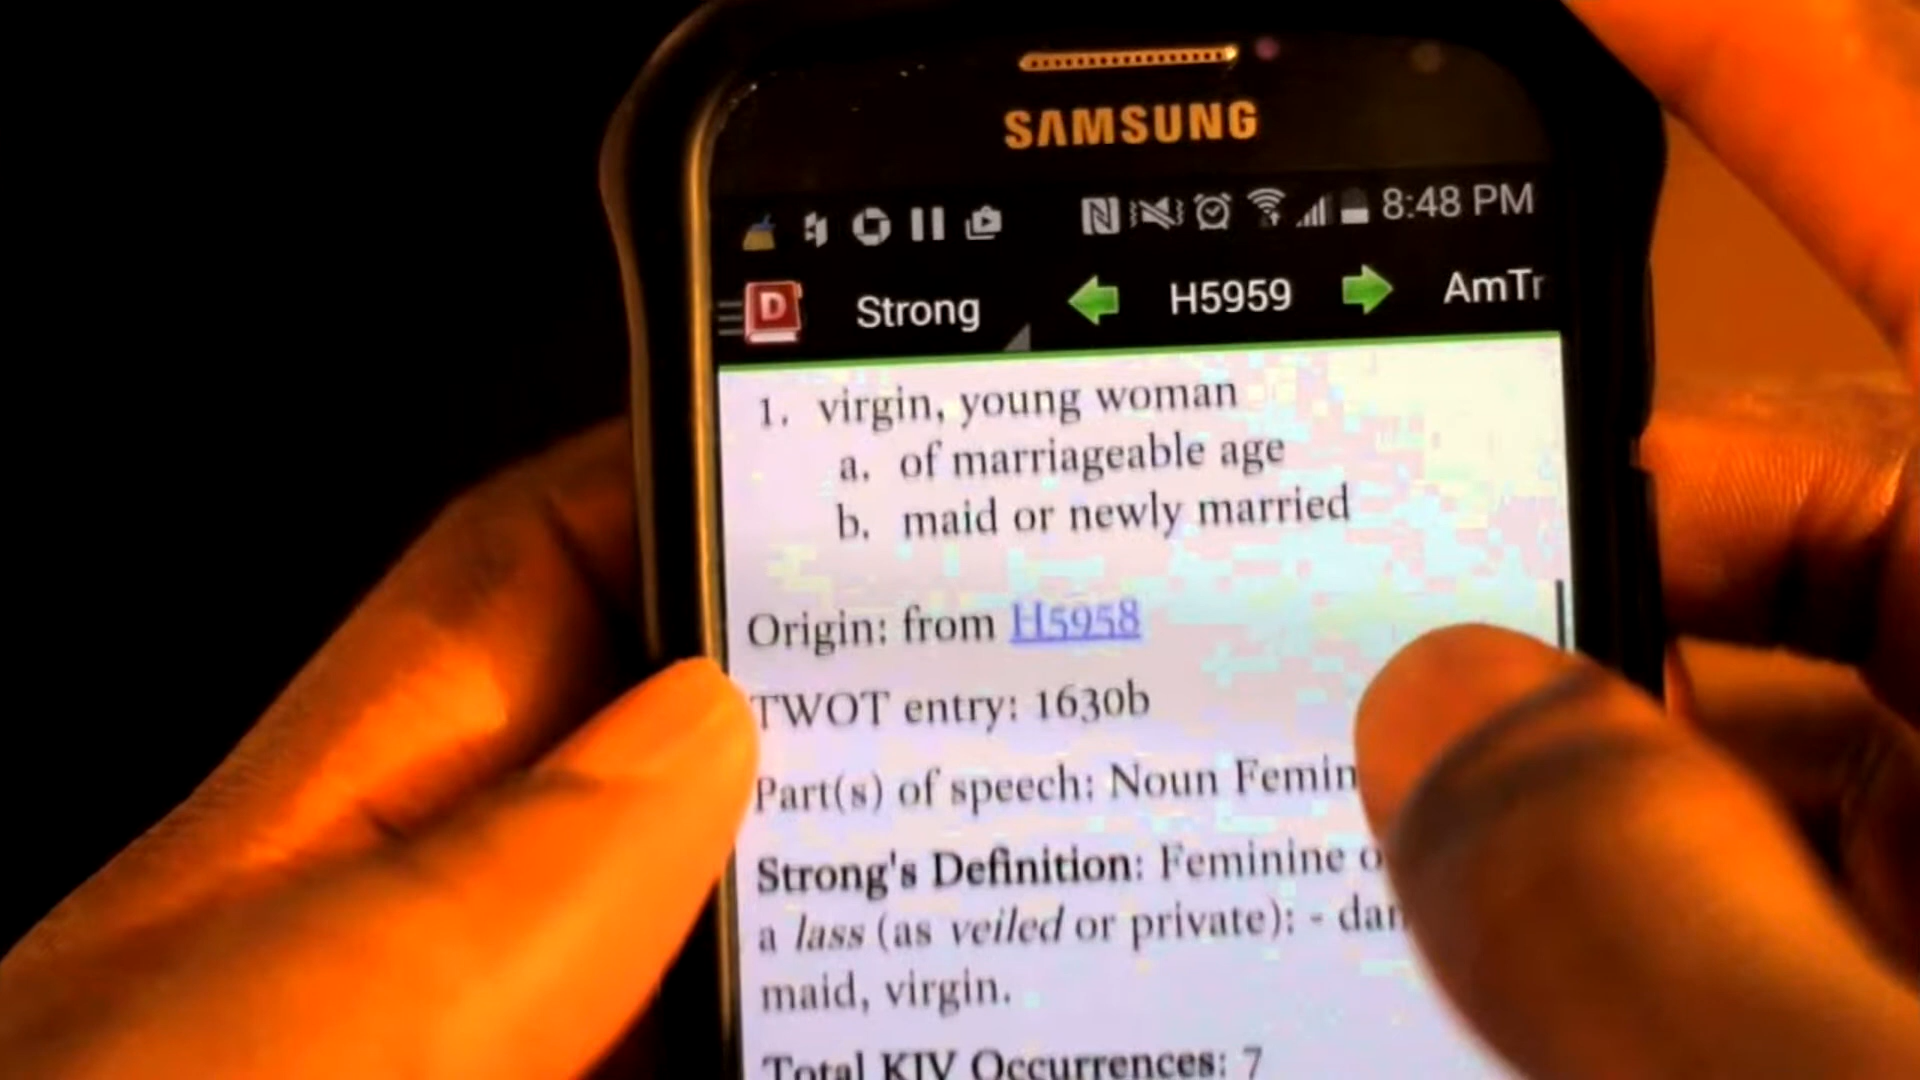 SAMSUNG
8:48 PM
D Strong H5959 AmTr
1. virgin, young woman
a. of marriageable age
b. maid or newly married
Origin: from H5958
TWOT entry: 1630b
Part(s) of speech: Noun Femin
Strong's Definition: Feminine o
a lass (as veiled or private): - dam
maid, virgin.
Total KJV Occurrences: 7